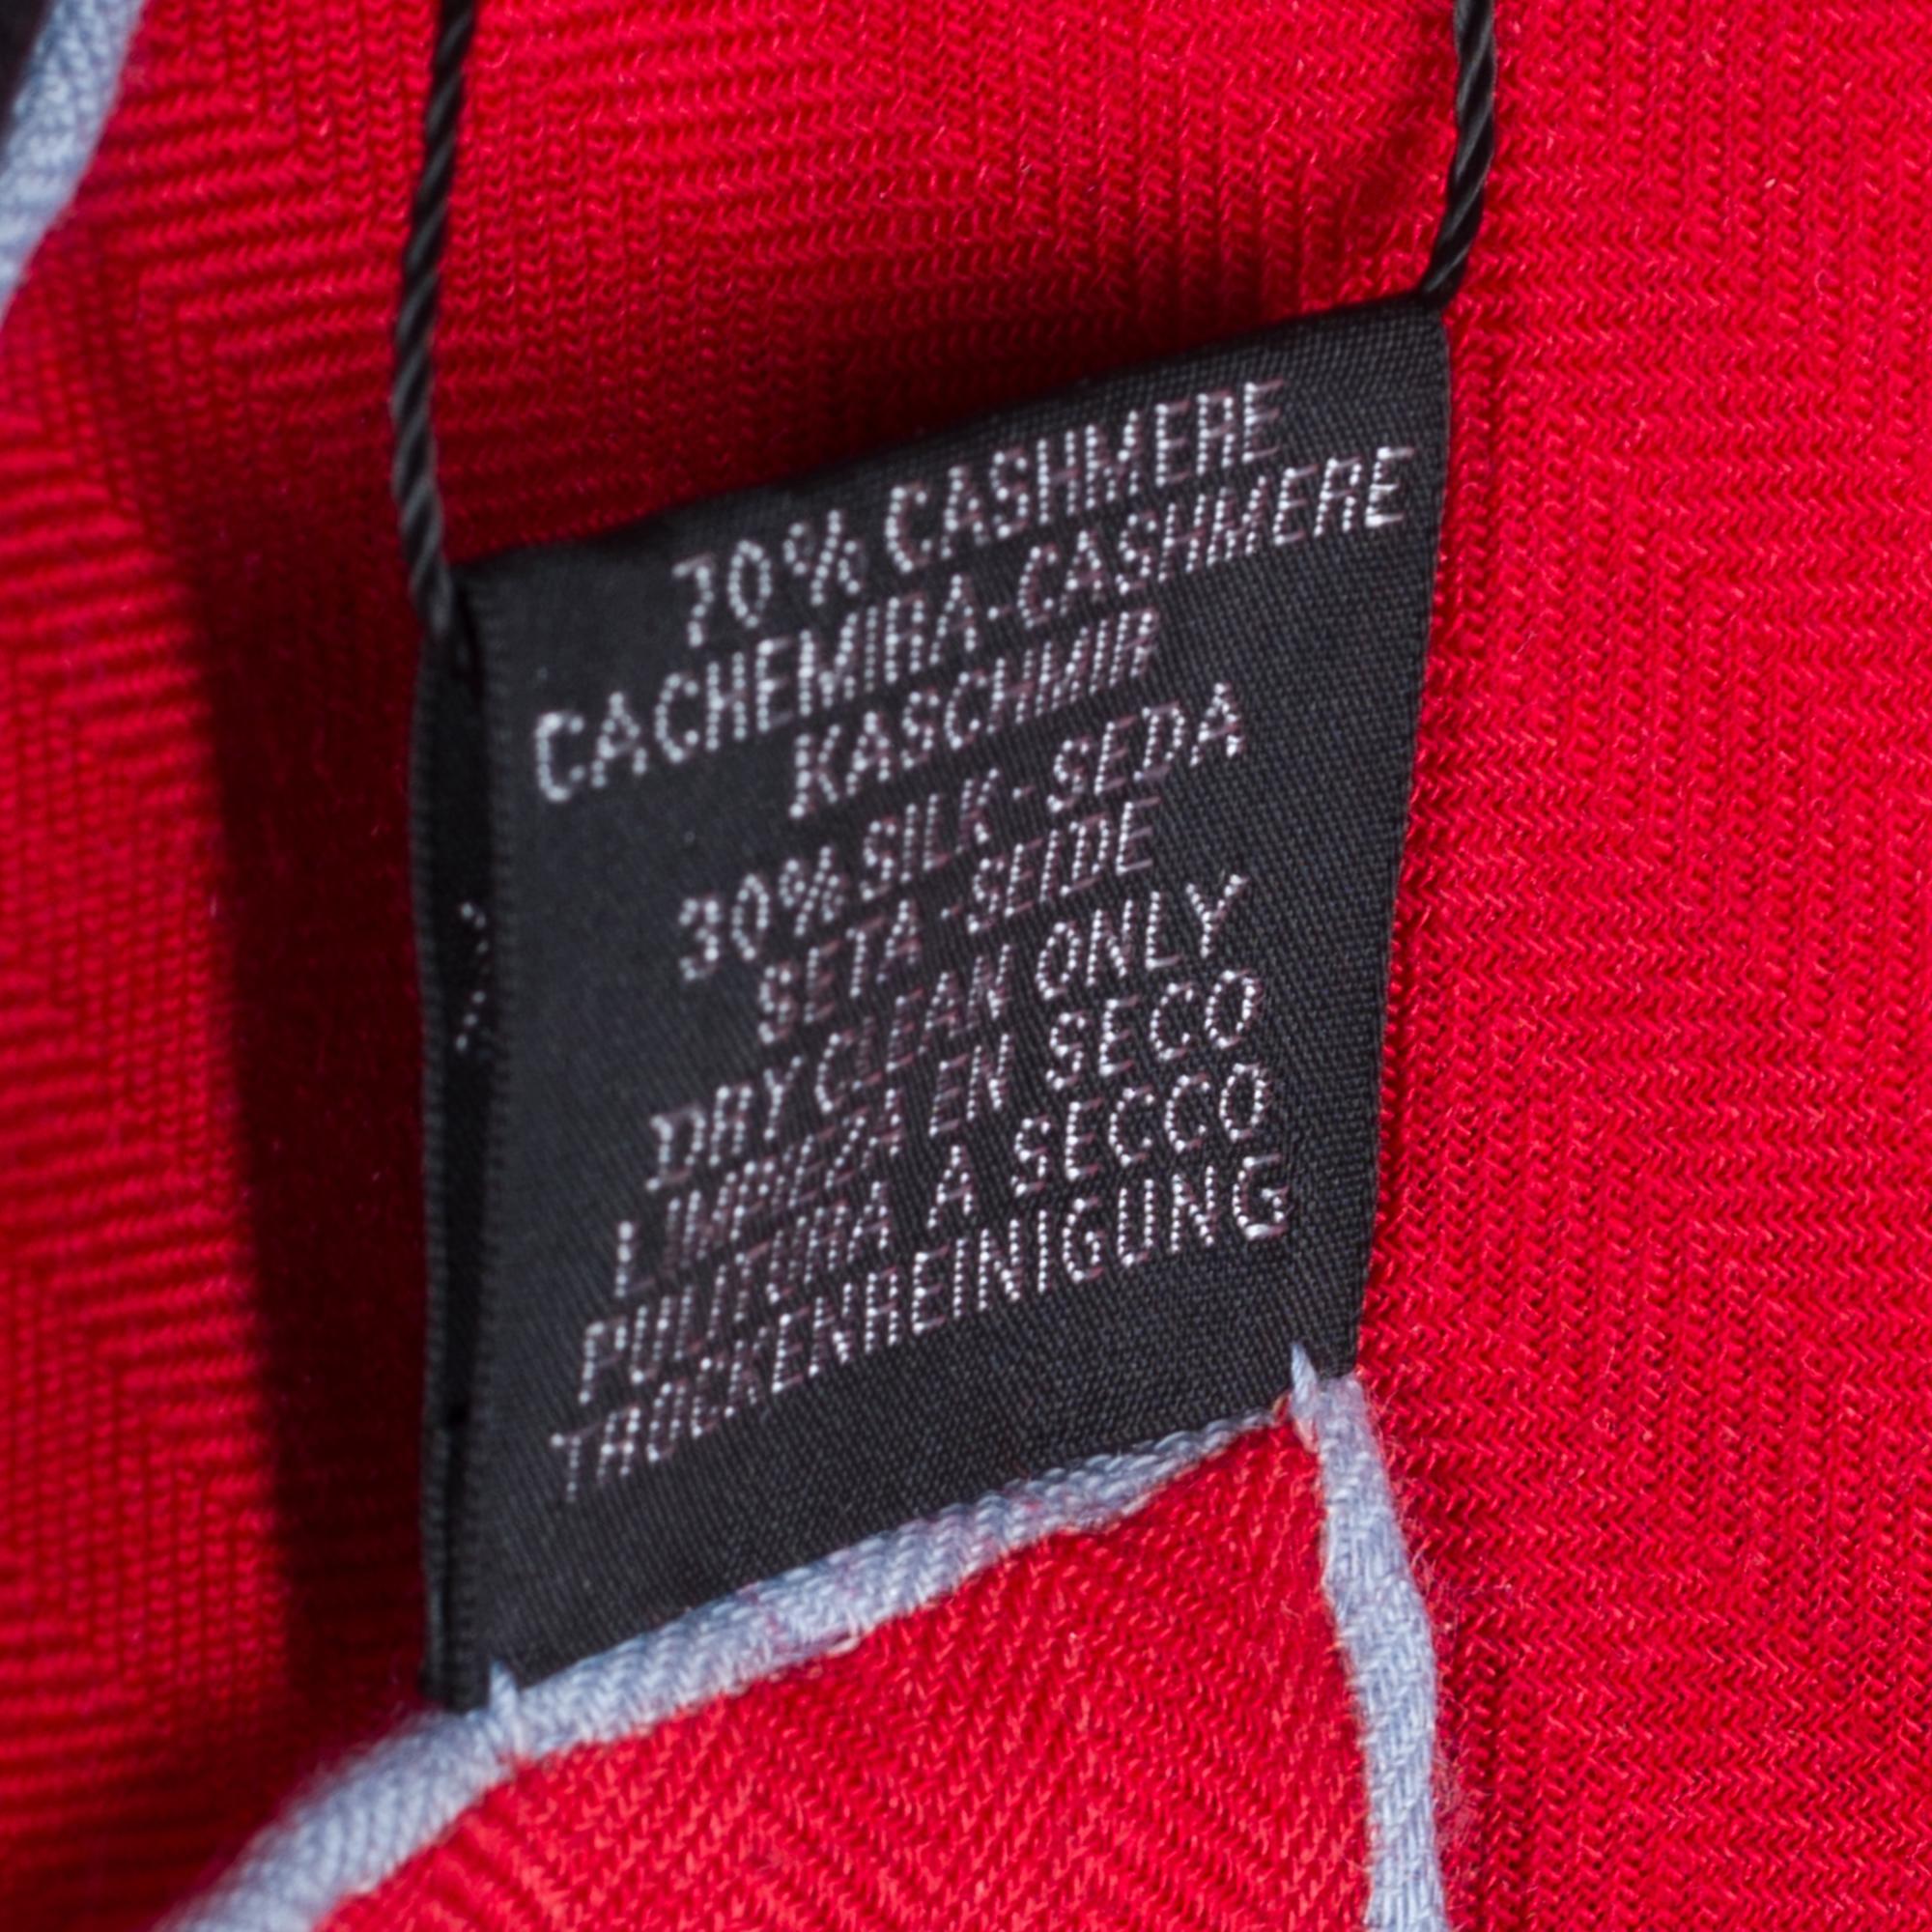 70% CASHMERE
CACHEMIRA-CASHMERE
KASCHMIR
30% SILK-SEDA
SETA-SEIDE
DRY CLEAN ONLY
LIMPIEZA EN SECO
PULITURA A SECCO
TROCKENREINIGUNG